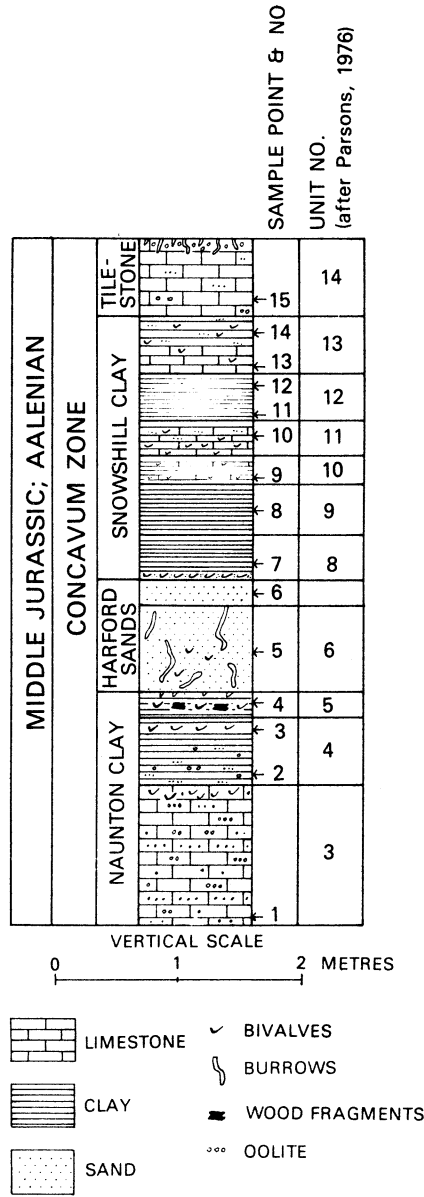 SAMPLE POINT & NO
UNIT NO.
(after Parsons, 1976)
MIDDLE JURASSIC; AALENIAN
CONCAVUM ZONE
TILE-
STONE
SNOWSHILL CLAY
HARFORD
SANDS
NAUNTON CLAY
15
14
13
12
11
10
9
8
7
6
5
4
3
2
1
14
13
12
11
10
9
8
6
5
4
3
VERTICAL SCALE
0 1 2 METRES
LIMESTONE
CLAY
SAND
BIVALVES
BURROWS
WOOD FRAGMENTS
OOLITE